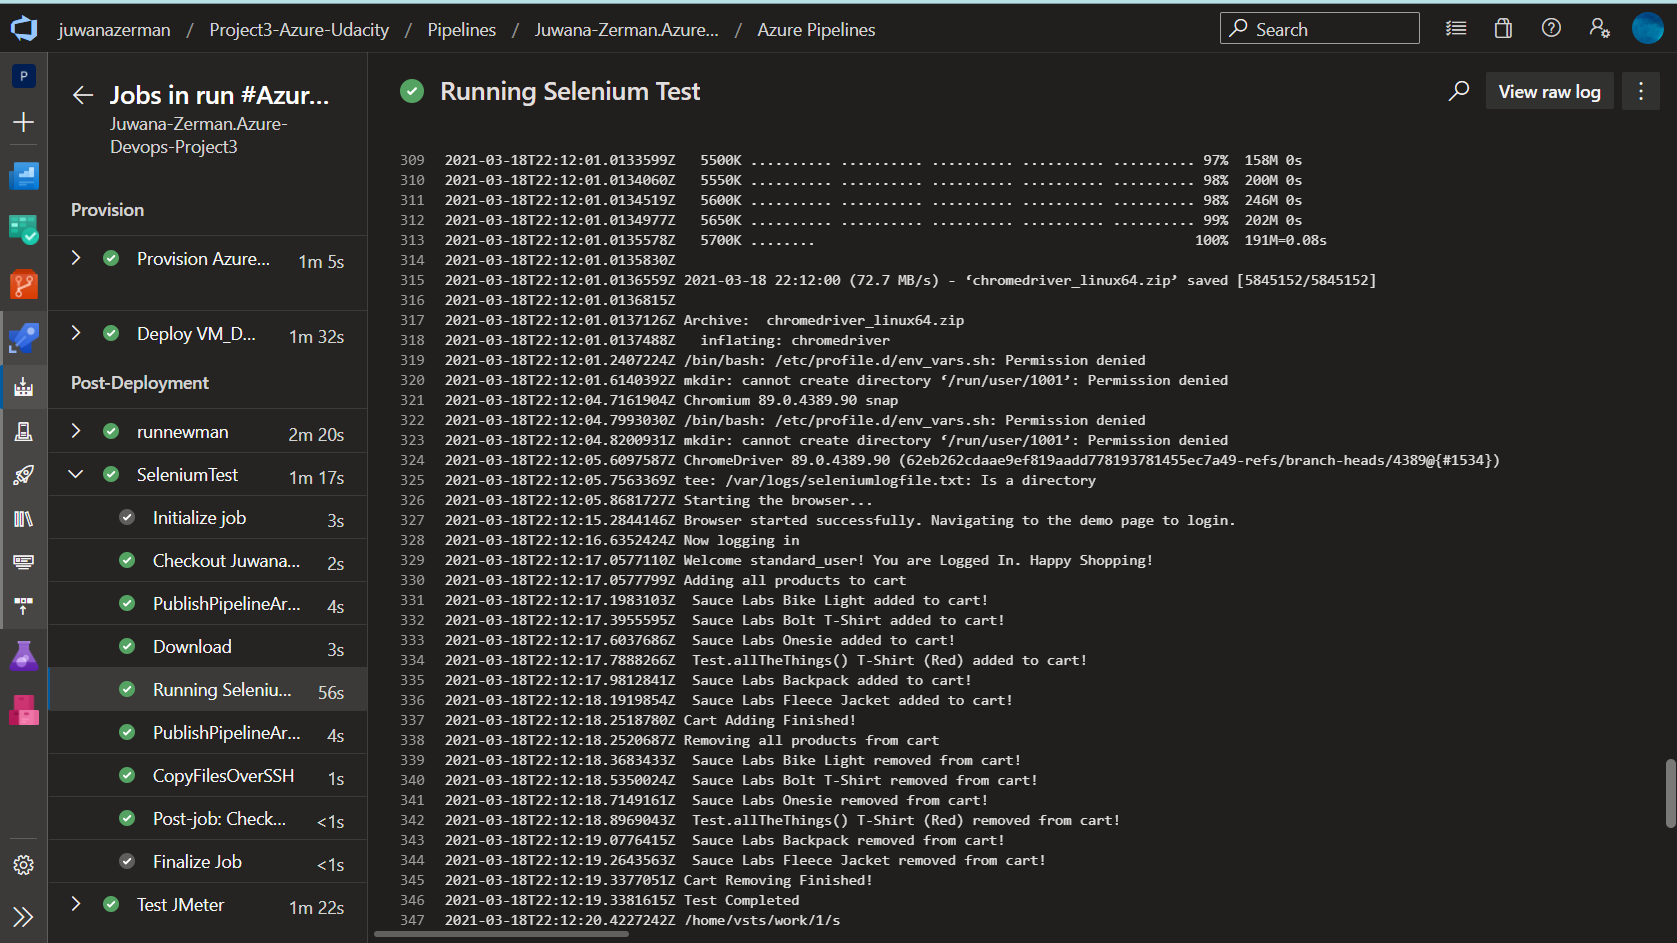 juwanazerman / Project3-Azure-Udacity / Pipelines / Juwana-Zerman.Azure... / Azure Pipelines
Search
P
Jobs in run #Azur...
Juwana-Zerman.Azure-
Devops-Project3
Provision
Provision Azure... 1m 5s
Deploy VM_D... 1m 32s
Post-Deployment
runnewman 2m 20s
SeleniumTest 1m 17s
Initialize job 3s
Checkout Juwana... 2s
PublishPipelineAr... 4s
Download 3s
Running Seleniu... 56s
PublishPipelineAr... 4s
CopyFilesOverSSH 1s
Post-job: Check... <1s
Finalize Job <1s
Test JMeter 1m 22s
Running Selenium Test
View raw log
309 2021-03-18T22:12:01.0133599Z 5500K .......... .......... .......... .......... .......... 97% 158M 0s
310 2021-03-18T22:12:01.0134060Z 5550K .......... .......... .......... .......... .......... 98% 200M 0s
311 2021-03-18T22:12:01.0134519Z 5600K .......... .......... .......... .......... .......... 98% 246M 0s
312 2021-03-18T22:12:01.0134977Z 5650K .......... .......... .......... .......... .......... 99% 202M 0s
313 2021-03-18T22:12:01.0135578Z 5700K ........ 100% 191M=0.08s
314 2021-03-18T22:12:01.0135830Z
315 2021-03-18T22:12:01.0136559Z 2021-03-18 22:12:00 (72.7 MB/s) - ‘chromedriver_linux64.zip’ saved [5845152/5845152]
316 2021-03-18T22:12:01.0136815Z
317 2021-03-18T22:12:01.0137126Z Archive: chromedriver_linux64.zip
318 2021-03-18T22:12:01.0137488Z inflating: chromedriver
319 2021-03-18T22:12:01.2407224Z /bin/bash: /etc/profile.d/env_vars.sh: Permission denied
320 2021-03-18T22:12:01.6140392Z mkdir: cannot create directory ‘/run/user/1001’: Permission denied
321 2021-03-18T22:12:04.7161904Z Chromium 89.0.4389.90 snap
322 2021-03-18T22:12:04.7993030Z /bin/bash: /etc/profile.d/env_vars.sh: Permission denied
323 2021-03-18T22:12:04.8200931Z mkdir: cannot create directory ‘/run/user/1001’: Permission denied
324 2021-03-18T22:12:05.6097587Z ChromeDriver 89.0.4389.90 (62eb262cdaae9ef819aadd778193781455ec7a49-refs/branch-heads/4389@{#1534})
325 2021-03-18T22:12:05.7563369Z tee: /var/logs/seleniumlogfile.txt: Is a directory
326 2021-03-18T22:12:05.8681727Z Starting the browser...
327 2021-03-18T22:12:15.2844146Z Browser started successfully. Navigating to the demo page to login.
328 2021-03-18T22:12:16.6352424Z Now logging in
329 2021-03-18T22:12:17.0577110Z Welcome standard_user! You are Logged In. Happy Shopping!
330 2021-03-18T22:12:17.0577799Z Adding all products to cart
331 2021-03-18T22:12:17.1983103Z Sauce Labs Bike Light added to cart!
332 2021-03-18T22:12:17.3955595Z Sauce Labs Bolt T-Shirt added to cart!
333 2021-03-18T22:12:17.6037686Z Sauce Labs Onesie added to cart!
334 2021-03-18T22:12:17.7888266Z Test.allTheThings() T-Shirt (Red) added to cart!
335 2021-03-18T22:12:17.9812841Z Sauce Labs Backpack added to cart!
336 2021-03-18T22:12:18.1919854Z Sauce Labs Fleece Jacket added to cart!
337 2021-03-18T22:12:18.2518780Z Cart Adding Finished!
338 2021-03-18T22:12:18.2520687Z Removing all products from cart
339 2021-03-18T22:12:18.3683433Z Sauce Labs Bike Light removed from cart!
340 2021-03-18T22:12:18.5350024Z Sauce Labs Bolt T-Shirt removed from cart!
341 2021-03-18T22:12:18.7149161Z Sauce Labs Onesie removed from cart!
342 2021-03-18T22:12:18.8969043Z Test.allTheThings() T-Shirt (Red) removed from cart!
343 2021-03-18T22:12:19.0776415Z Sauce Labs Backpack removed from cart!
344 2021-03-18T22:12:19.2643563Z Sauce Labs Fleece Jacket removed from cart!
345 2021-03-18T22:12:19.3377051Z Cart Removing Finished!
346 2021-03-18T22:12:19.3381615Z Test Completed
347 2021-03-18T22:12:20.4227242Z /home/vsts/work/1/s